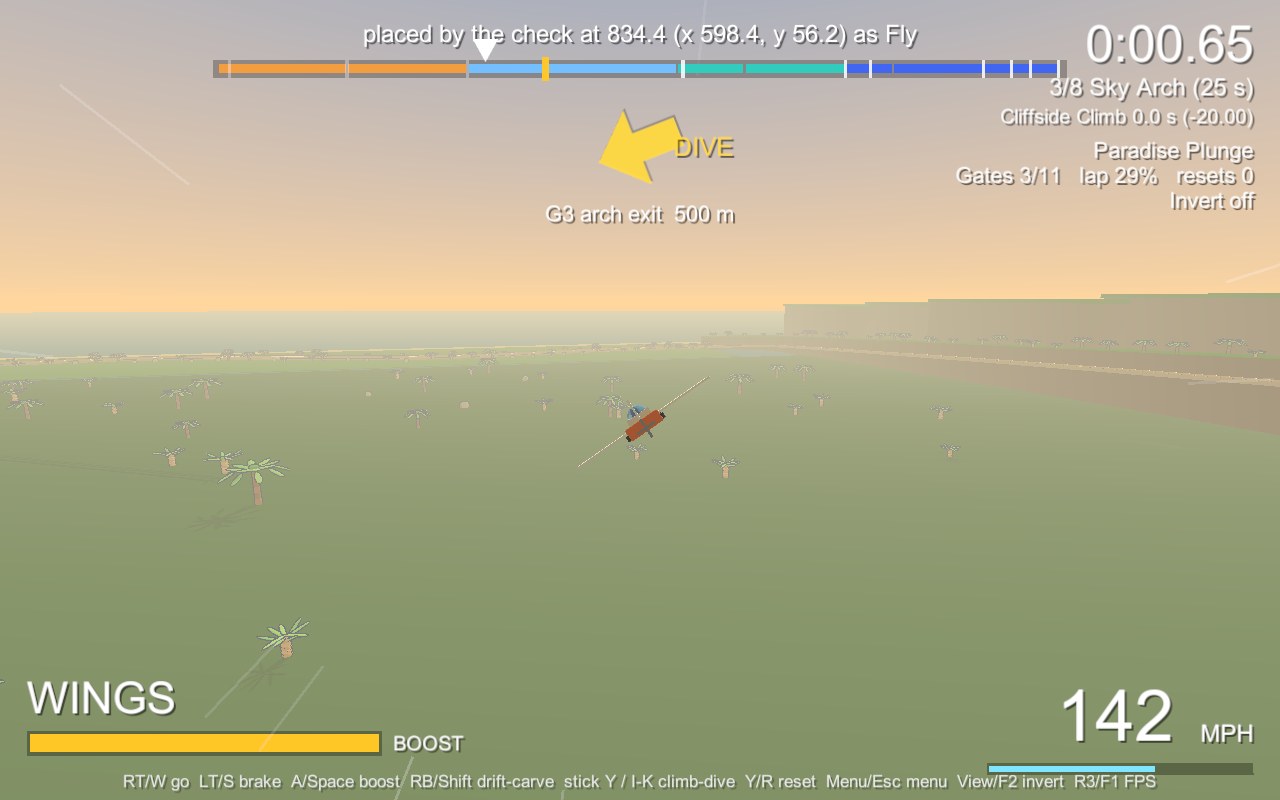 placed by the check at 834.4 (x 598.4, y 56.2) as Fly
0:00.65
3/8 Sky Arch (25 s)
Cliffside Climb 0.0 s (-20.00)
DIVE
Paradise Plunge
Gates 3/11 lap 29% resets 0
Invert off
G3 arch exit 500 m
WINGS
BOOST
142 MPH
RT/W go LT/S brake A/Space boost RB/Shift drift-carve stick Y / I-K climb-dive Y/R reset Menu/Esc menu View/F2 invert R3/F1 FPS